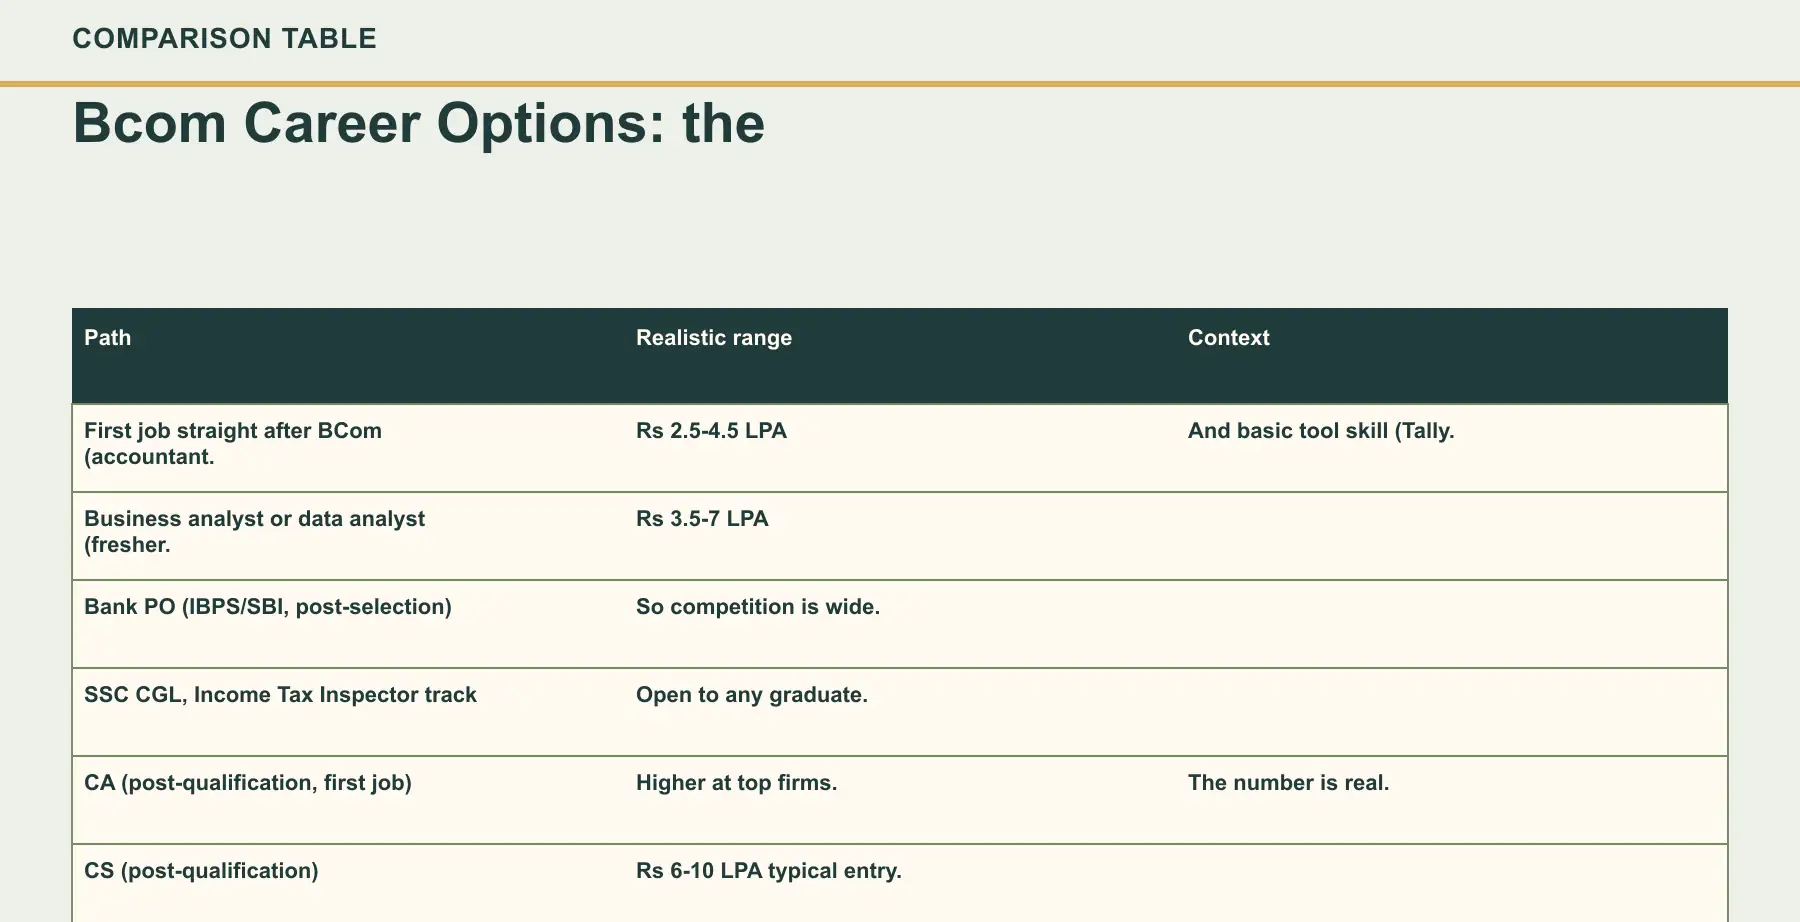 COMPARISON TABLE
Bcom Career Options: the
Path Realistic range Context
First job straight after BCom Rs 2.5-4.5 LPA And basic tool skill (Tally.
(accountant.
Business analyst or data analyst Rs 3.5-7 LPA
(fresher.
Bank PO (IBPS/SBI, post-selection) So competition is wide.
SSC CGL, Income Tax Inspector track Open to any graduate.
CA (post-qualification, first job) Higher at top firms. The number is real.
CS (post-qualification) Rs 6-10 LPA typical entry.